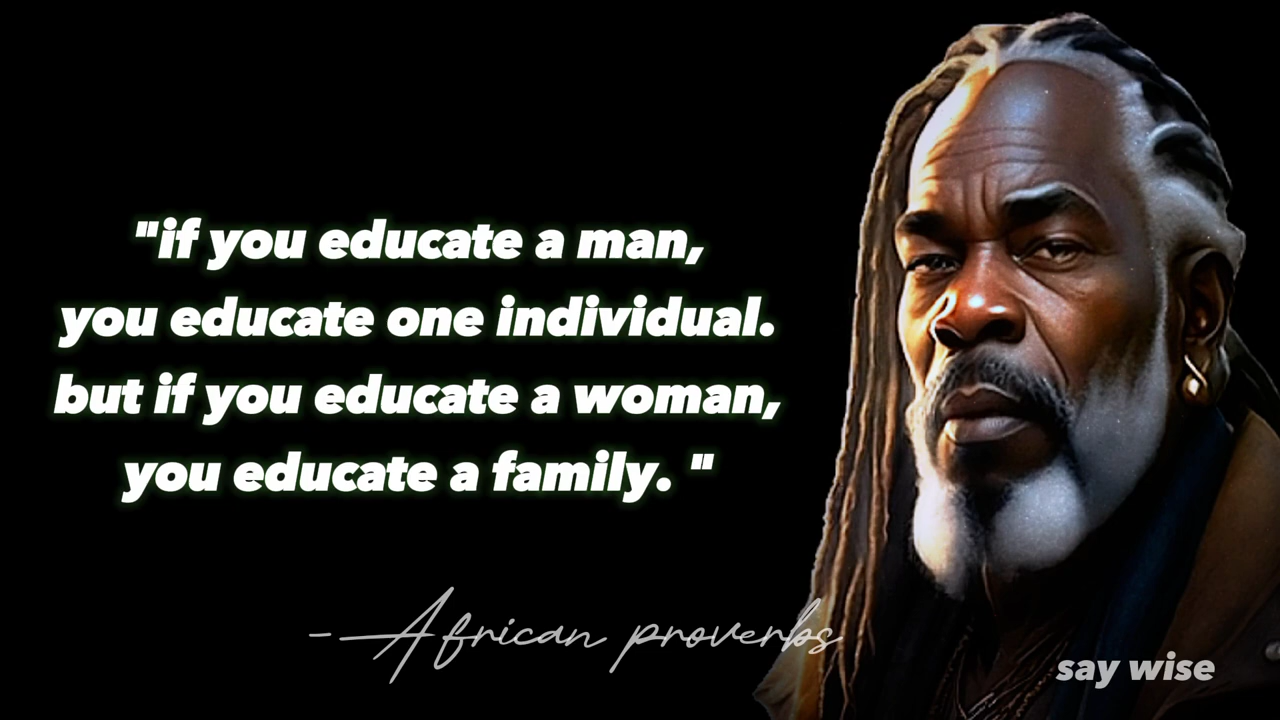 "if you educate a man,
you educate one individual.
but if you educate a woman,
you educate a family. "
-African proverbs
say wise